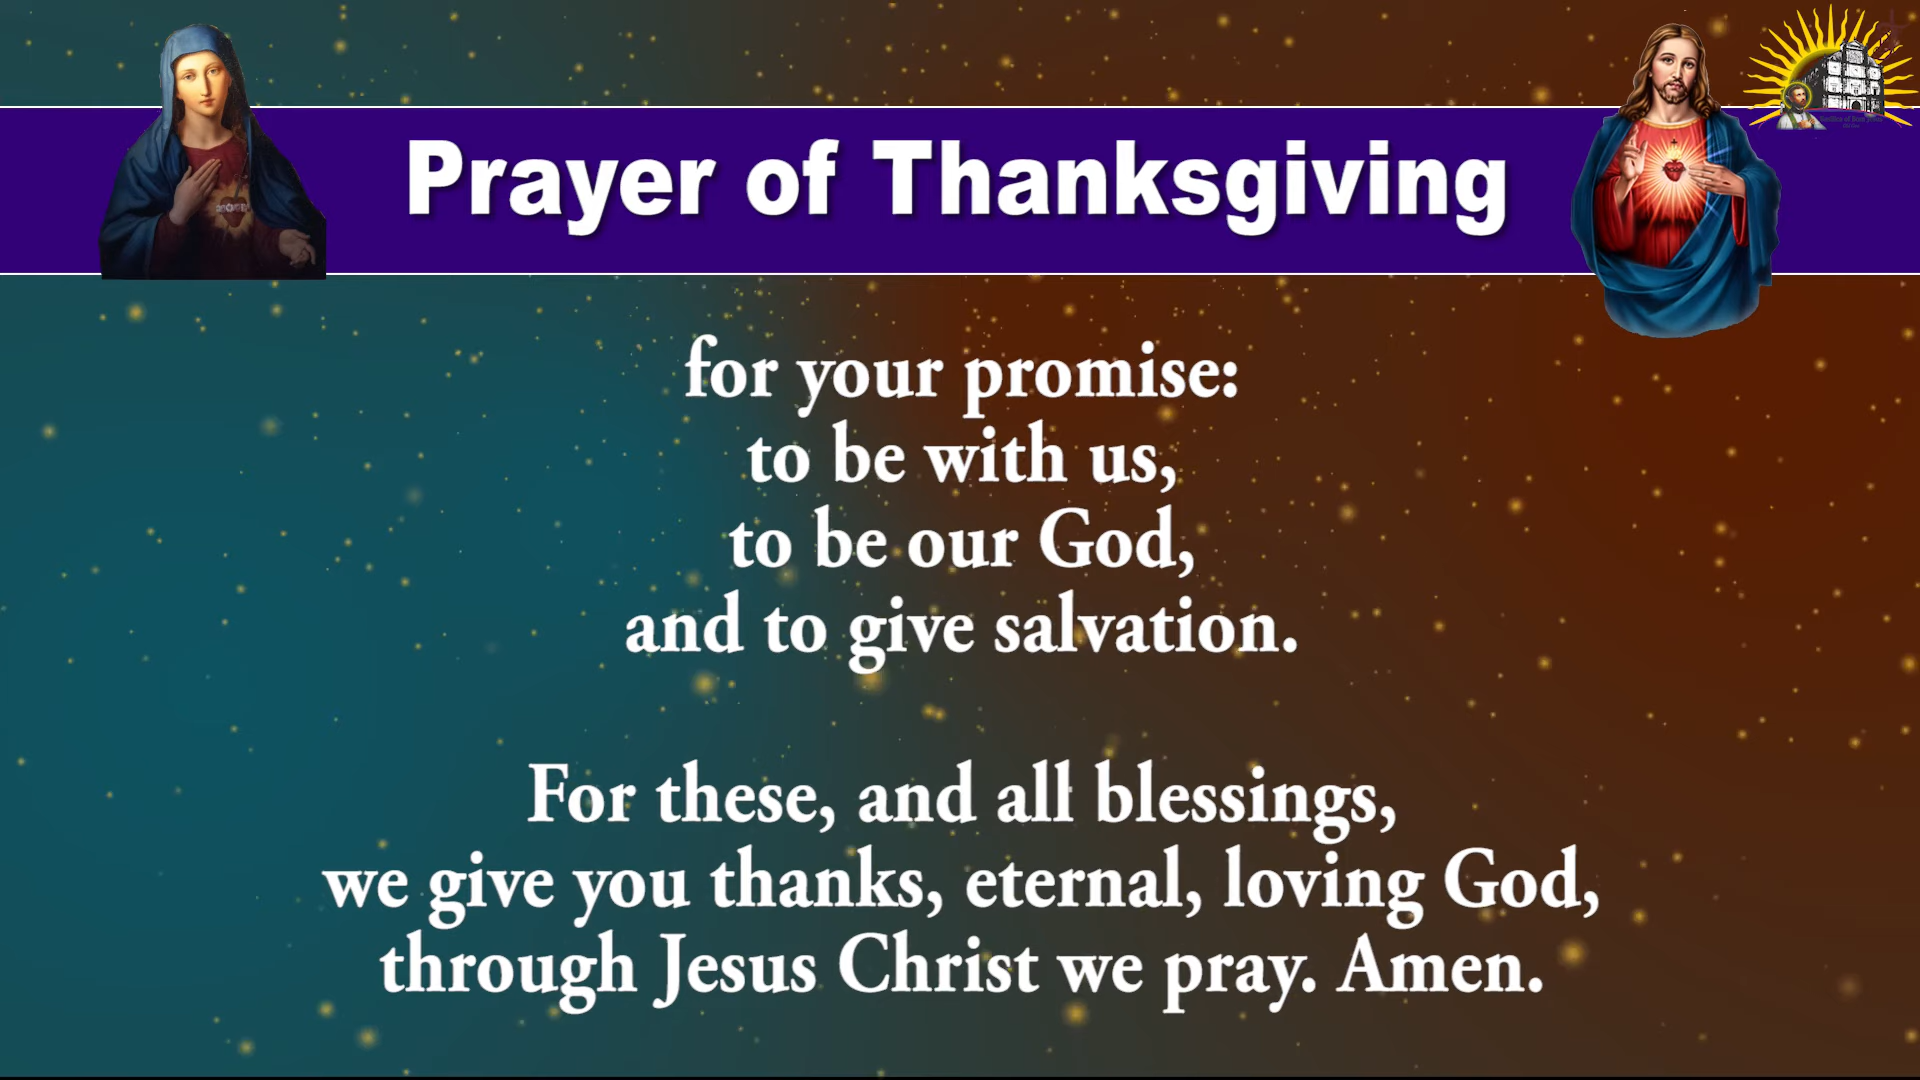 Prayer of Thanksgiving
for your promise:
to be with us,
to be our God,
and to give salvation.
For these, and all blessings,
we give you thanks, eternal, loving God,
through Jesus Christ we pray. Amen.